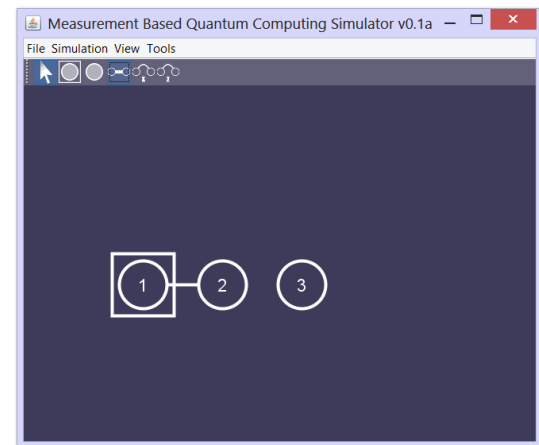 Measurement Based Quantum Computing Simulator v0.1a
File Simulation View Tools
1 2 3